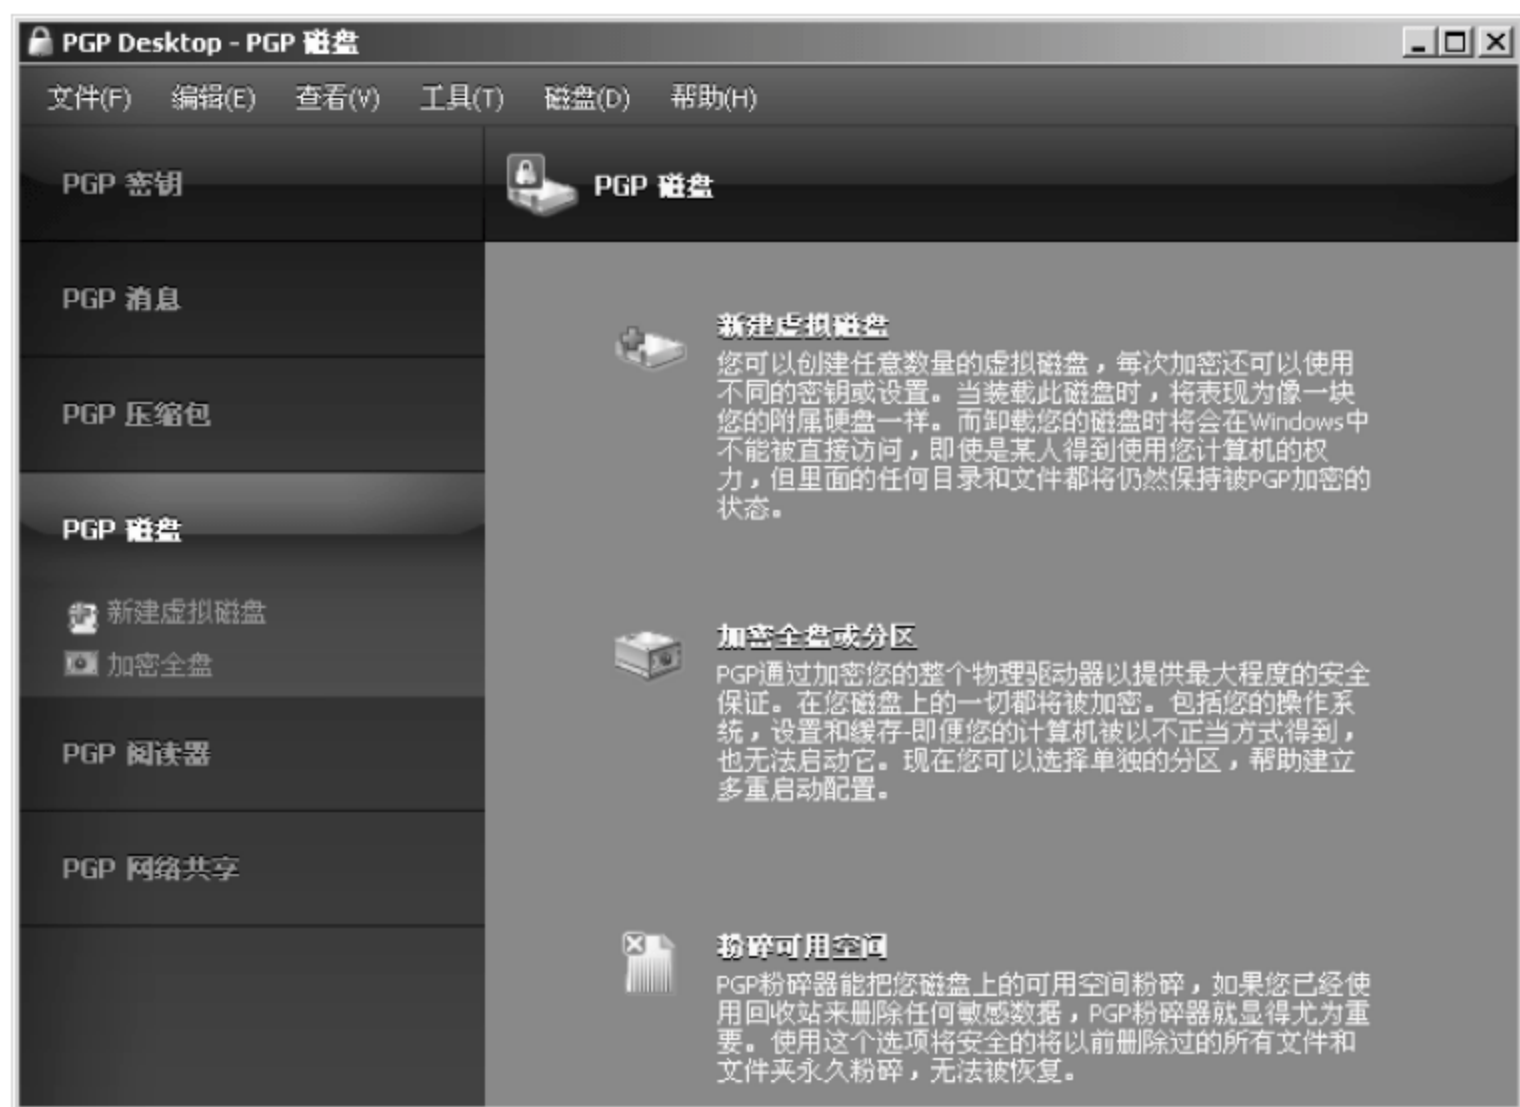 PGP Desktop - PGP 磁盘
文件(F) 编辑(E) 查看(V) 工具(T) 磁盘(D) 帮助(H)
PGP 密钥
PGP 消息
PGP 压缩包
PGP 磁盘
新建虚拟磁盘
加密全盘
PGP 阅读器
PGP 网络共享
PGP 磁盘
新建虚拟磁盘
您可以创建任意数量的虚拟磁盘，每次加密还可以使用
不同的密钥或设置。当装载此磁盘时，将表现为像一块
您的附属硬盘一样。而卸载您的磁盘时将会在Windows中
不能被直接访问，即使是某人得到使用您计算机的权
力，但里面的任何目录和文件都将仍然保持被PGP加密的
状态。
加密全盘或分区
PGP通过加密您的整个物理驱动器以提供最大程度的安全
保证。在您磁盘上的一切都将被加密。包括您的操作系
统，设置和缓存-即便您的计算机被以不正当方式得到，
也无法启动它。现在您可以选择单独的分区，帮助建立
多重启动配置。
粉碎可用空间
PGP粉碎器能把您磁盘上的可用空间粉碎，如果您已经使
用回收站来删除任何敏感数据，PGP粉碎器就显得尤为重
要。使用这个选项将安全的将以前删除过的所有文件和
文件夹永久粉碎，无法被恢复。